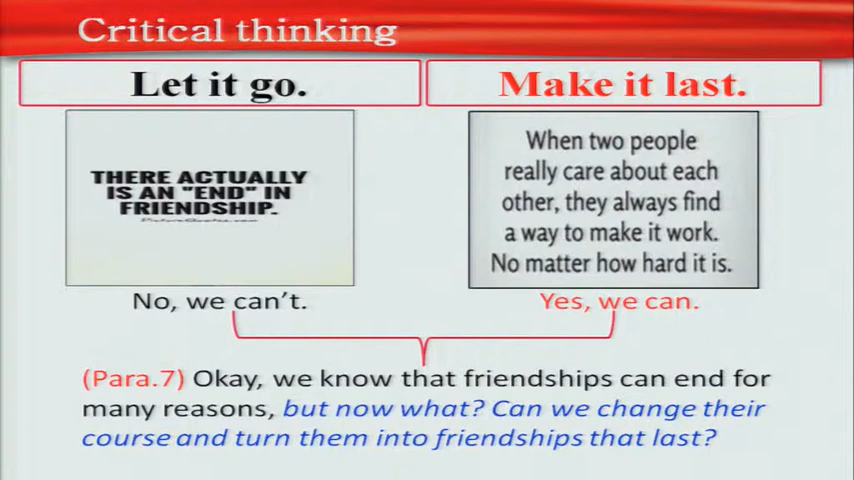 Critical thinking
Let it go.
Make it last.
THERE ACTUALLY
IS AN "END" IN
FRIENDSHIP.
PictureQuotes.com
When two people
really care about each
other, they always find
a way to make it work.
No matter how hard it is.
No, we can't.
Yes, we can.
(Para.7) Okay, we know that friendships can end for
many reasons, but now what? Can we change their
course and turn them into friendships that last?